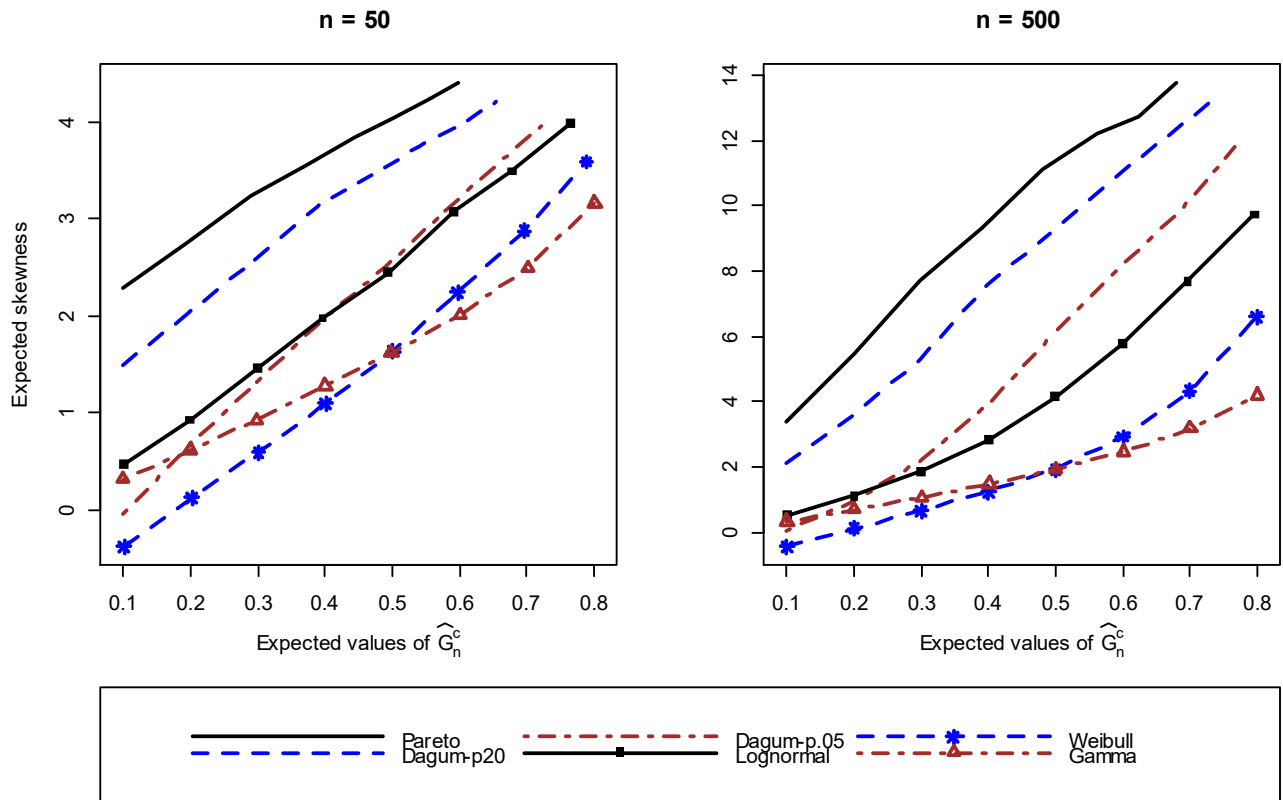 n = 50
n = 500
Expected skewness
4
3
2
1
0
0.1 0.2 0.3 0.4 0.5 0.6 0.7 0.8
Expected values of Ĝ_n^c
14
12
10
8
6
4
2
0
0.1 0.2 0.3 0.4 0.5 0.6 0.7 0.8
Expected values of Ĝ_n^c
Pareto
Dagum-p20
Dagum-p.05
Lognormal
Weibull
Gamma